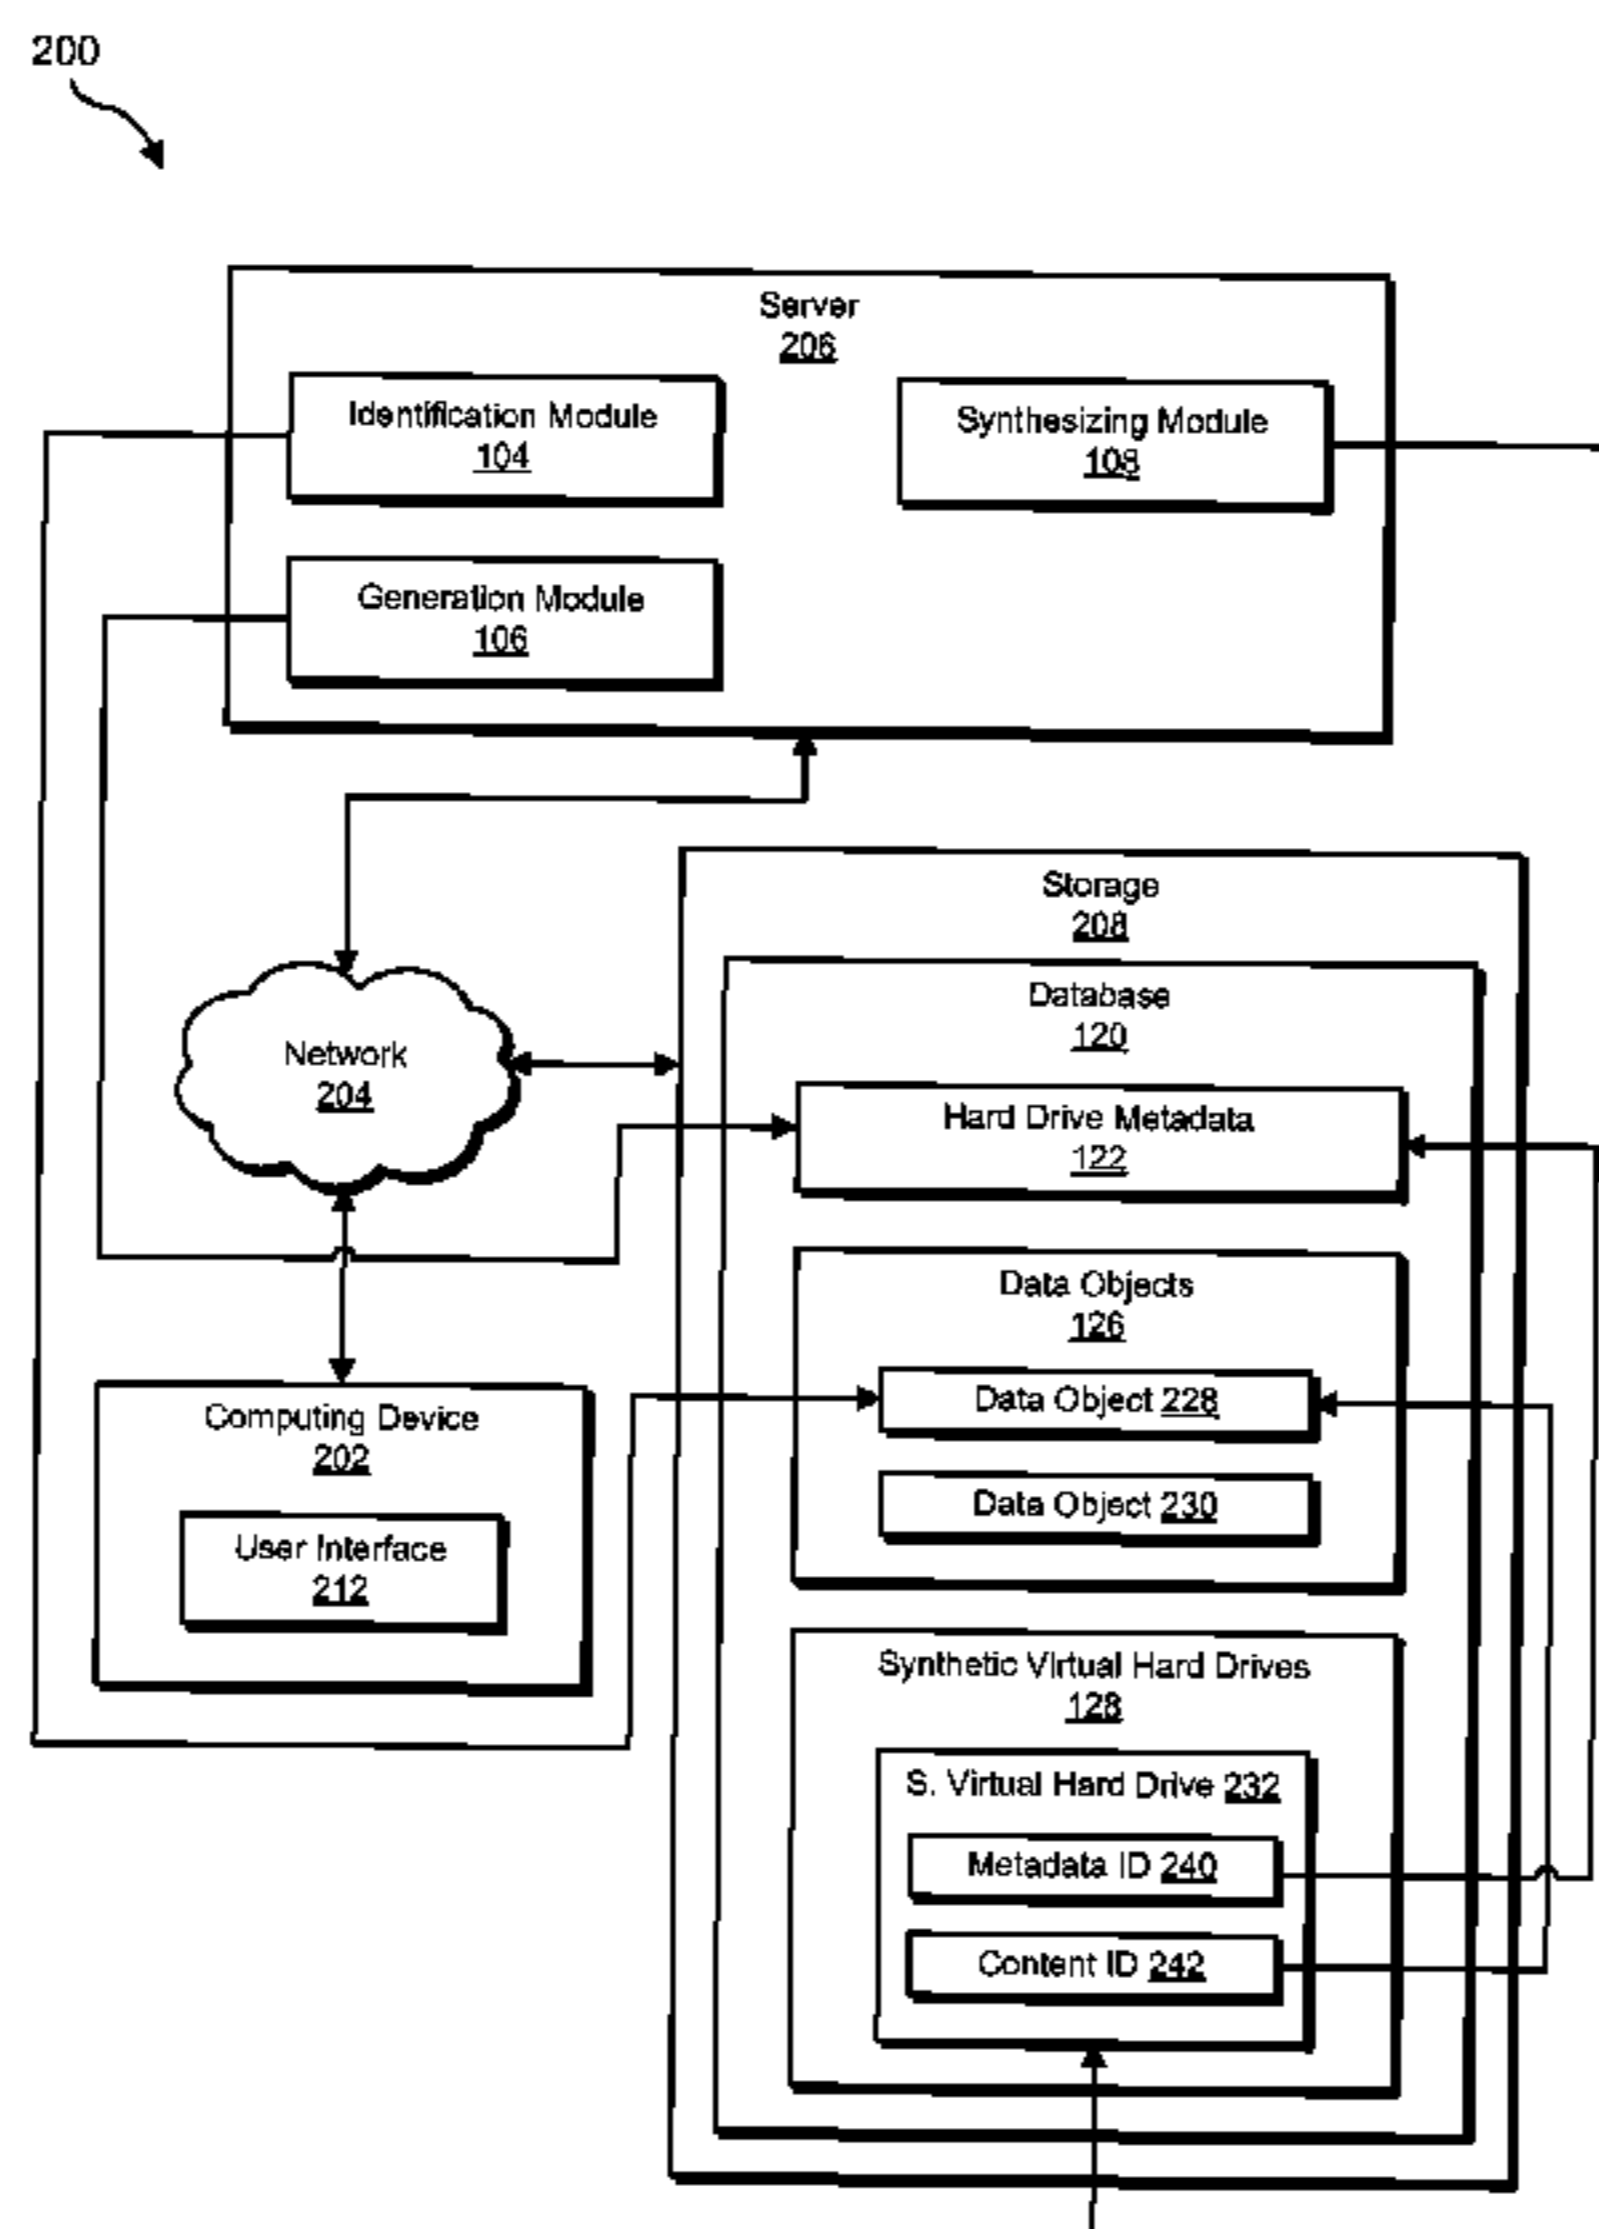 200
Server
206
Identification Module
104
Synthesizing Module
108
Generation Module
106
Storage
208
Database
120
Network
204
Hard Drive Metadata
122
Data Objects
126
Data Object 228
Data Object 230
Computing Device
202
User Interface
212
Synthetic Virtual Hard Drives
128
S. Virtual Hard Drive 232
Metadata ID 240
Content ID 242